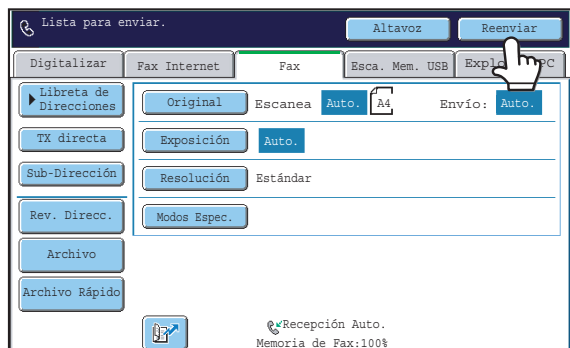 Lista para enviar.
Altavoz
Reenviar
Digitalizar
Fax Internet
Fax
Esca. Mem. USB
Explo PC
Libreta de
Direcciones
TX directa
Sub-Dirección
Rev. Direcc.
Archivo
Archivo Rápido
Original Escanea Auto. A4 Envío: Auto.
Exposición Auto.
Resolución Estándar
Modos Espec.
Recepción Auto.
Memoria de Fax:100%